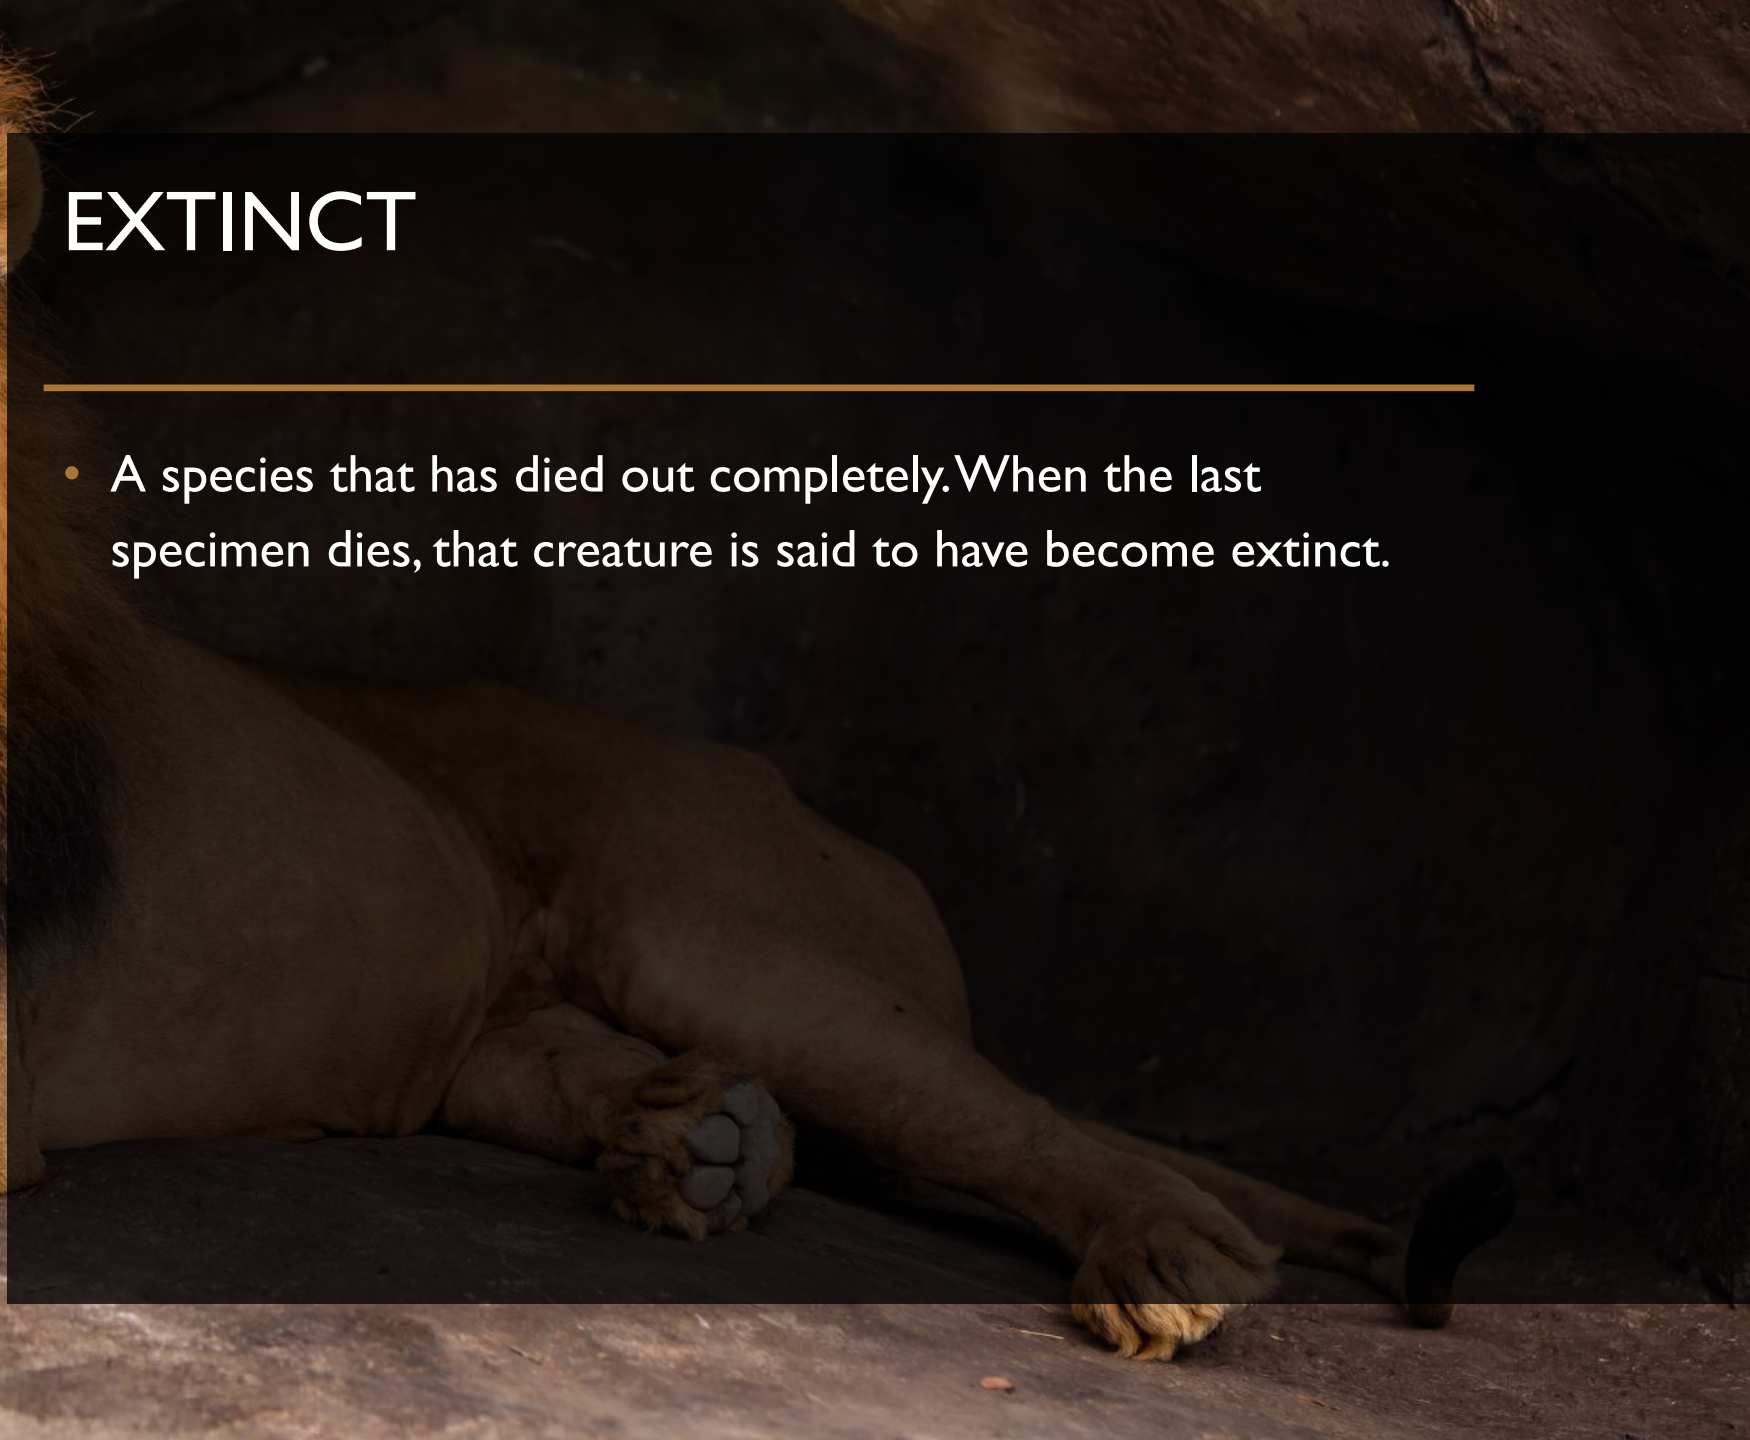 EXTINCT
• A species that has died out completely. When the last
specimen dies, that creature is said to have become extinct.